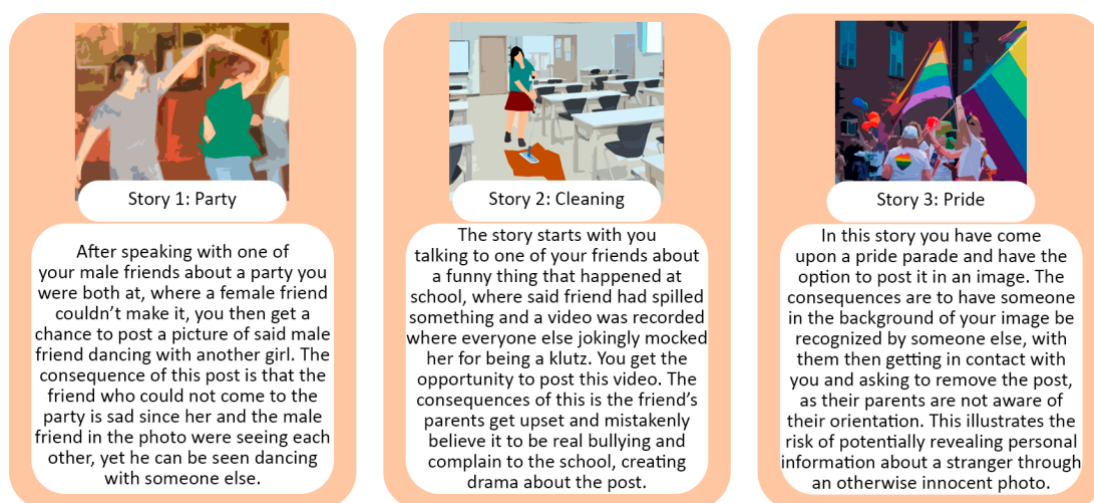 Story 1: Party
After speaking with one of
your male friends about a party you
were both at, where a female friend
couldn't make it, you then get a
chance to post a picture of said male
friend dancing with another girl. The
consequence of this post is that the
friend who could not come to the
party is sad since her and the male
friend in the photo were seeing each
other, yet he can be seen dancing
with someone else.
Story 2: Cleaning
The story starts with you
talking to one of your friends about
a funny thing that happened at
school, where said friend had spilled
something and a video was recorded
where everyone else jokingly mocked
her for being a klutz. You get the
opportunity to post this video. The
consequences of this is the friend's
parents get upset and mistakenly
believe it to be real bullying and
complain to the school, creating
drama about the post.
Story 3: Pride
In this story you have come
upon a pride parade and have the
option to post it in an image. The
consequences are to have someone
in the background of your image be
recognized by someone else, with
them then getting in contact with
you and asking to remove the post,
as their parents are not aware of
their orientation. This illustrates the
risk of potentially revealing personal
information about a stranger through
an otherwise innocent photo.